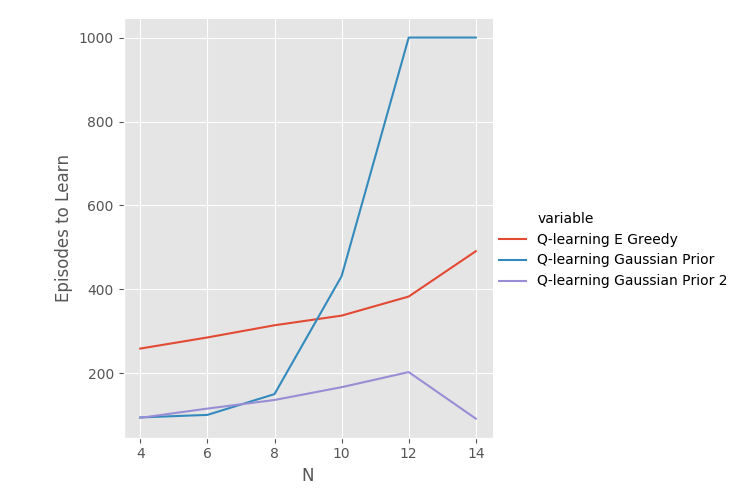 1000
800
600
400
200
Episodes to Learn
4 6 8 10 12 14
N
variable
Q-learning E Greedy
Q-learning Gaussian Prior
Q-learning Gaussian Prior 2